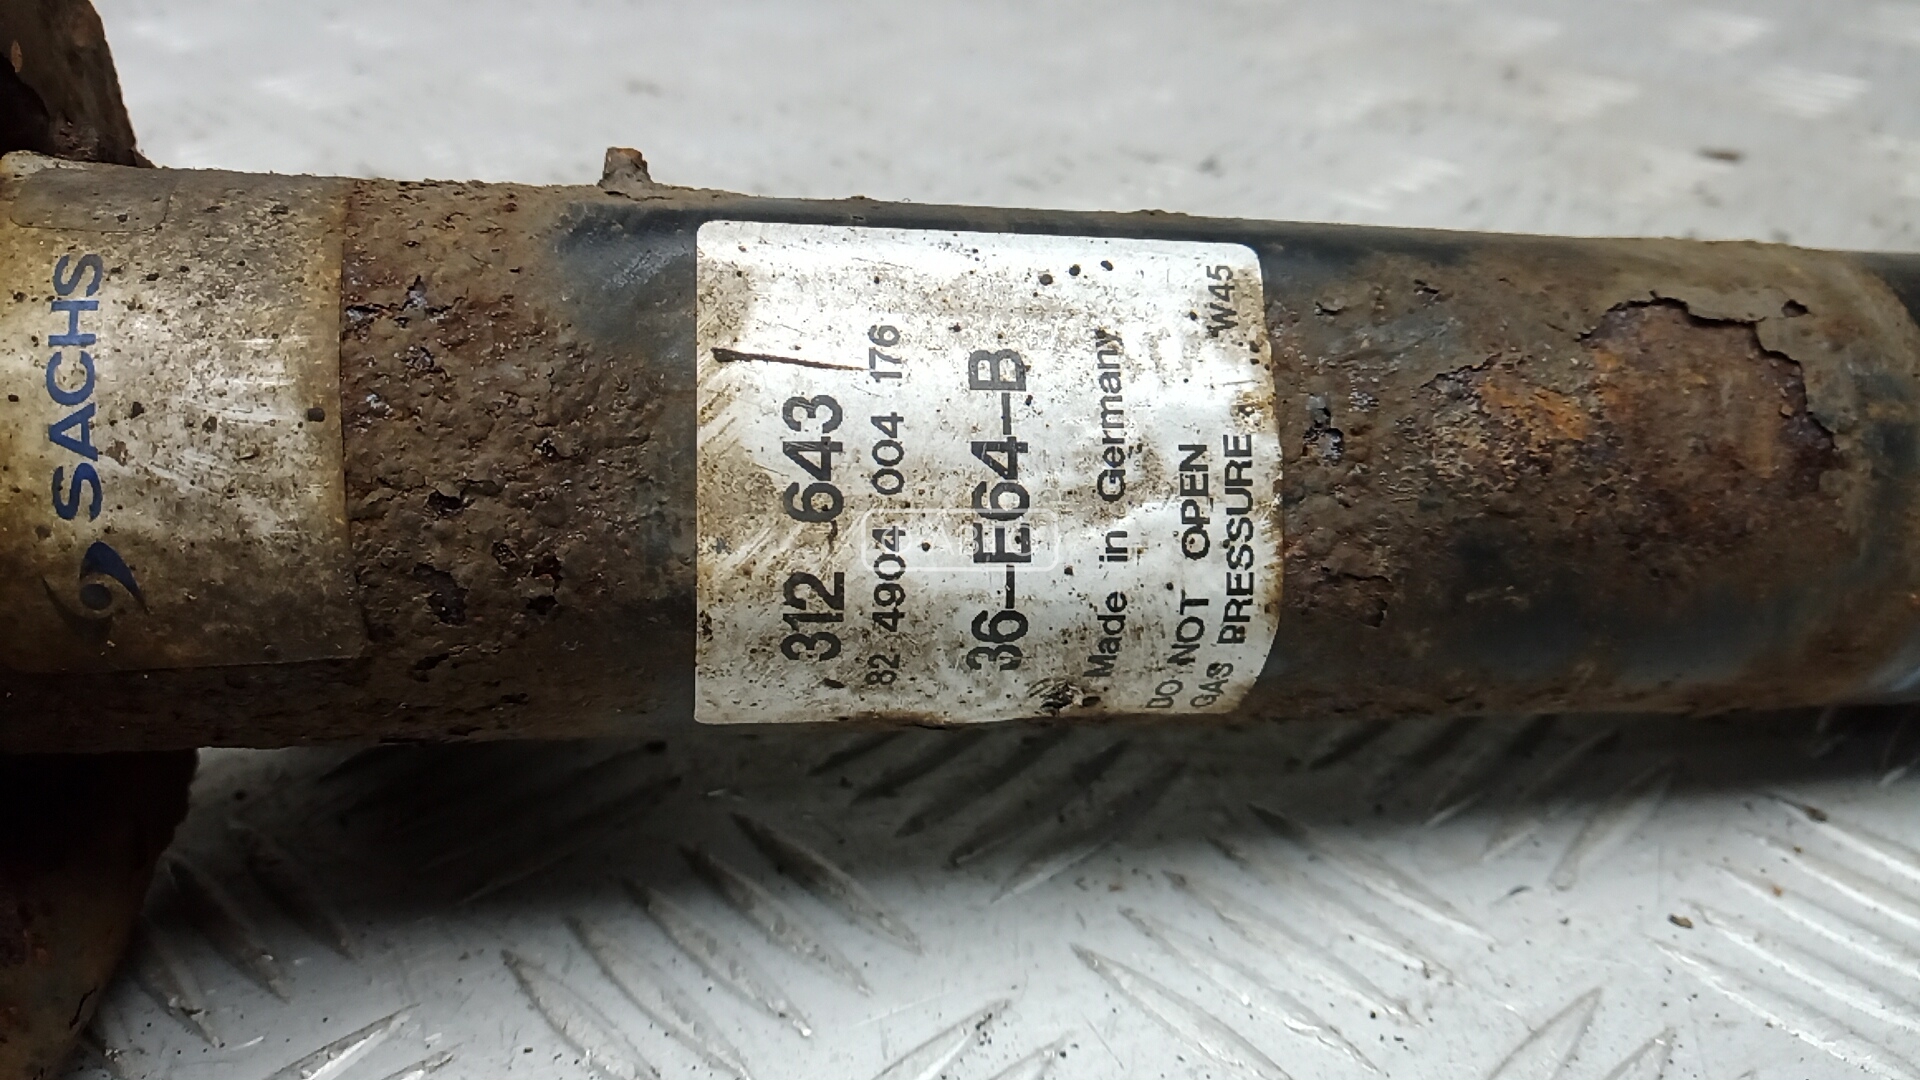 SACHS
312 643
82 4904 004 176
36-E64-B
Made in Germany
DO NOT OPEN
GAS PRESSURE W45